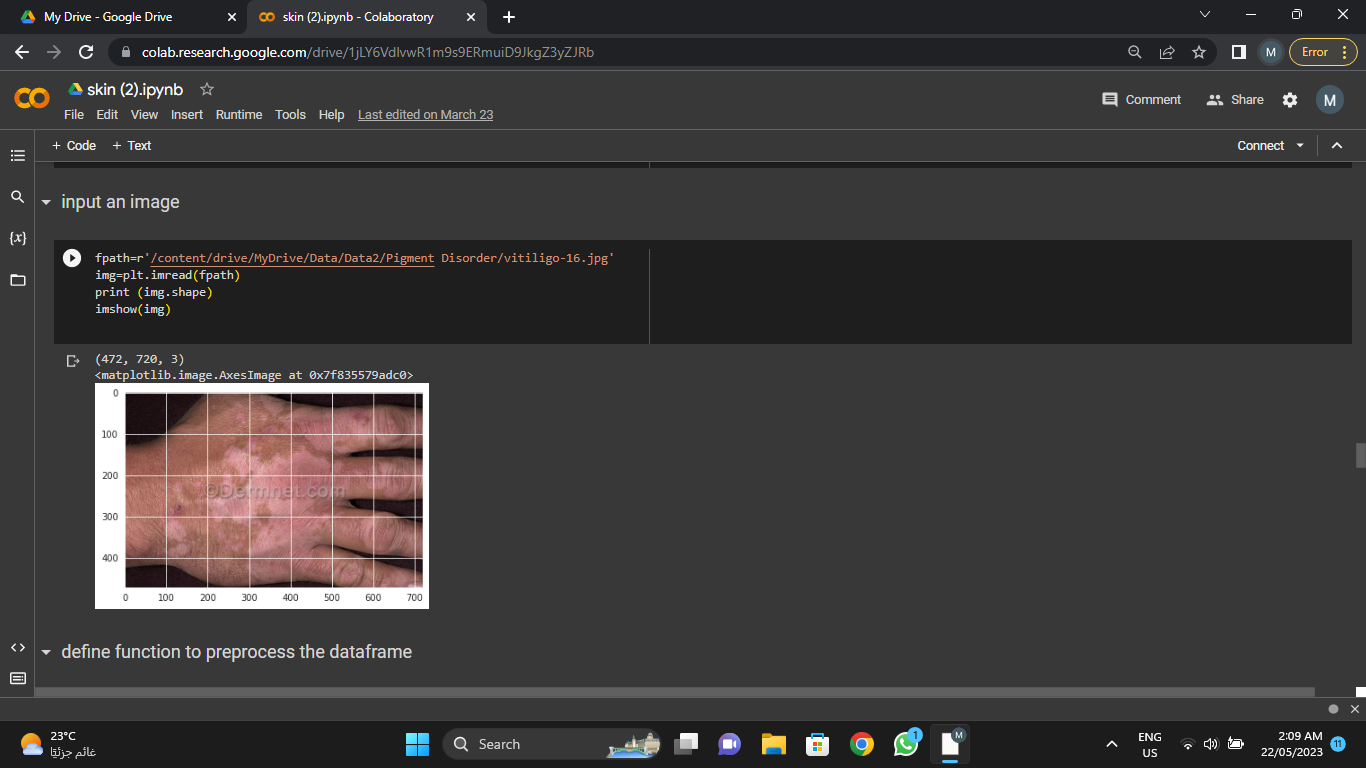 My Drive - Google Drive
skin (2).ipynb - Colaboratory
colab.research.google.com/drive/1jLY6VdlvwR1m9s9ERmuiD9JkgZ3yZJRb
M
Error
skin (2).ipynb
File Edit View Insert Runtime Tools Help Last edited on March 23
Comment
Share
M
+ Code + Text
Connect
input an image
{x}
fpath=r'/content/drive/MyDrive/Data/Data2/Pigment Disorder/vitiligo-16.jpg'
img=plt.imread(fpath)
print (img.shape)
imshow(img)
(472, 720, 3)
<matplotlib.image.AxesImage at 0x7f835579adc0>
0
100
200
©Dermnet.com
300
400
0 100 200 300 400 500 600 700
define function to preprocess the dataframe
23°C
غائم جزئيًا
Search
1
M
ENG
US
2:09 AM
22/05/2023
11